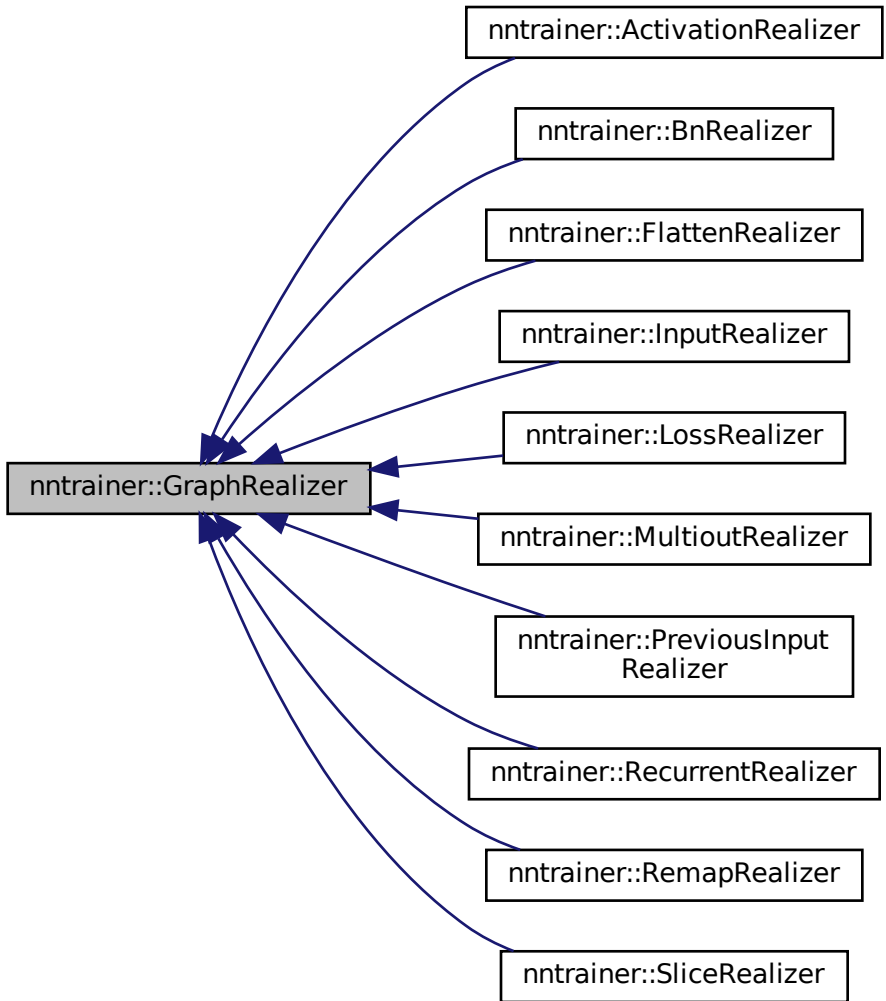 nntrainer::ActivationRealizer
nntrainer::BnRealizer
nntrainer::FlattenRealizer
nntrainer::InputRealizer
nntrainer::LossRealizer
nntrainer::GraphRealizer
nntrainer::MultioutRealizer
nntrainer::PreviousInput
Realizer
nntrainer::RecurrentRealizer
nntrainer::RemapRealizer
nntrainer::SliceRealizer